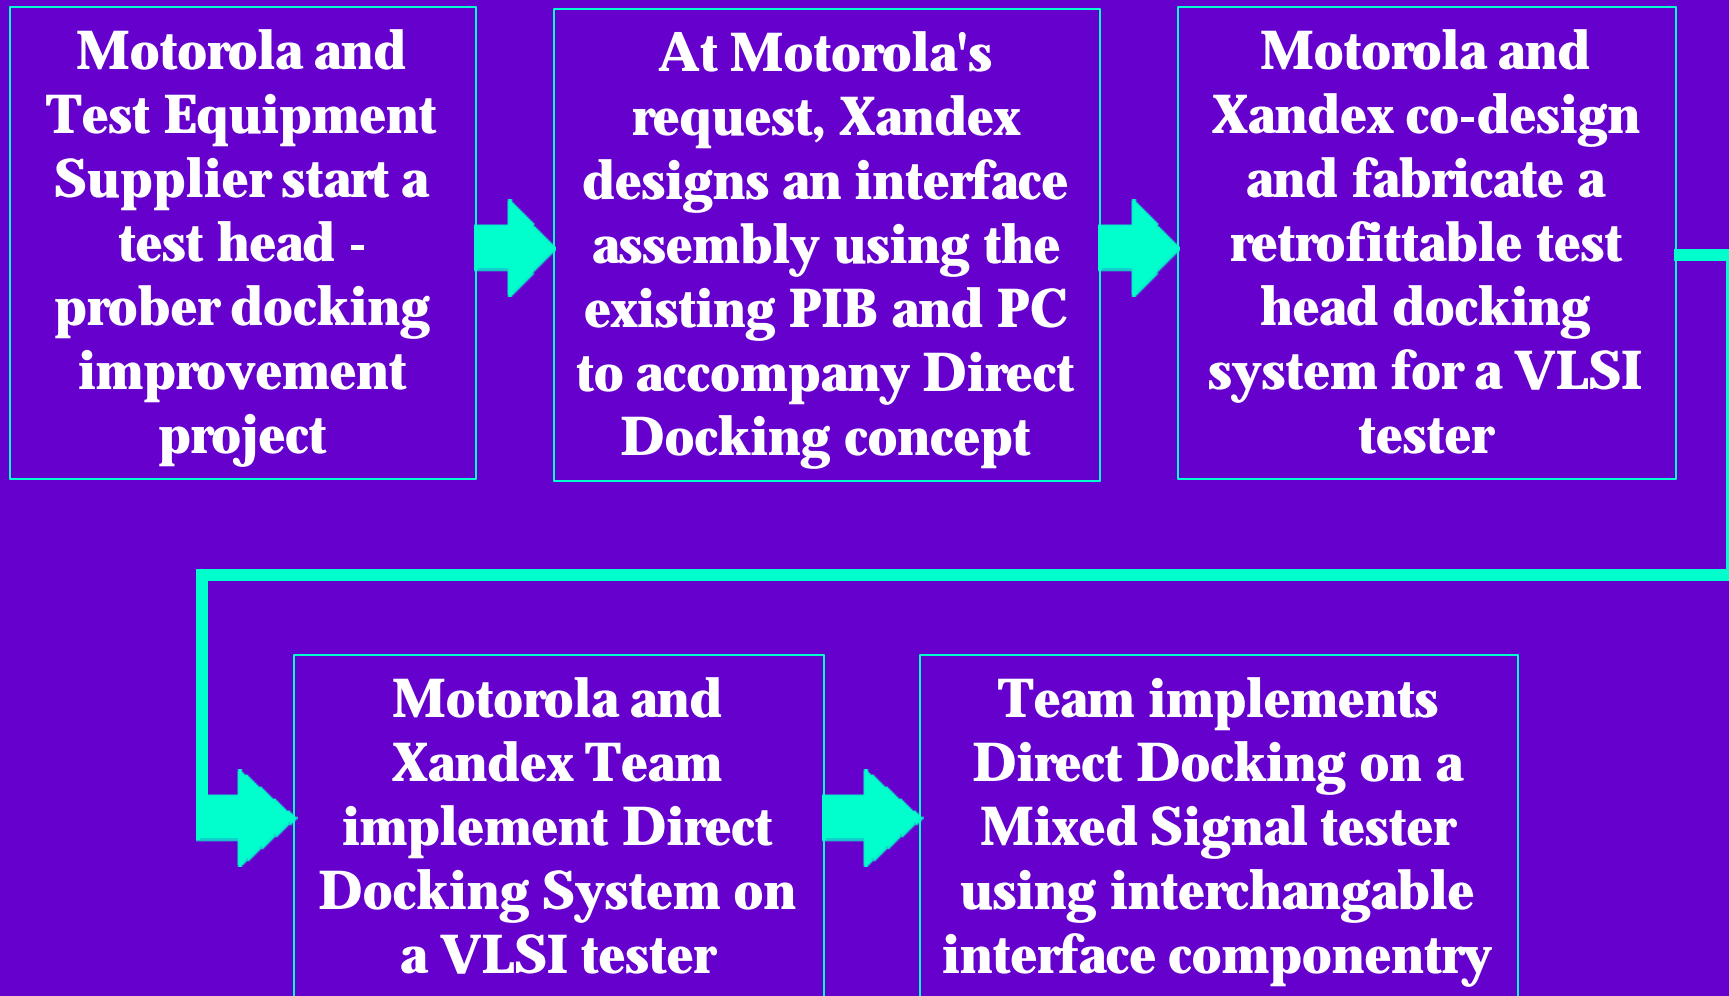 Motorola and
Test Equipment
Supplier start a
test head -
prober docking
improvement
project
At Motorola's
request, Xandex
designs an interface
assembly using the
existing PIB and PC
to accompany Direct
Docking concept
Motorola and
Xandex co-design
and fabricate a
retrofittable test
head docking
system for a VLSI
tester
Motorola and
Xandex Team
implement Direct
Docking System on
a VLSI tester
Team implements
Direct Docking on a
Mixed Signal tester
using interchangable
interface componentry